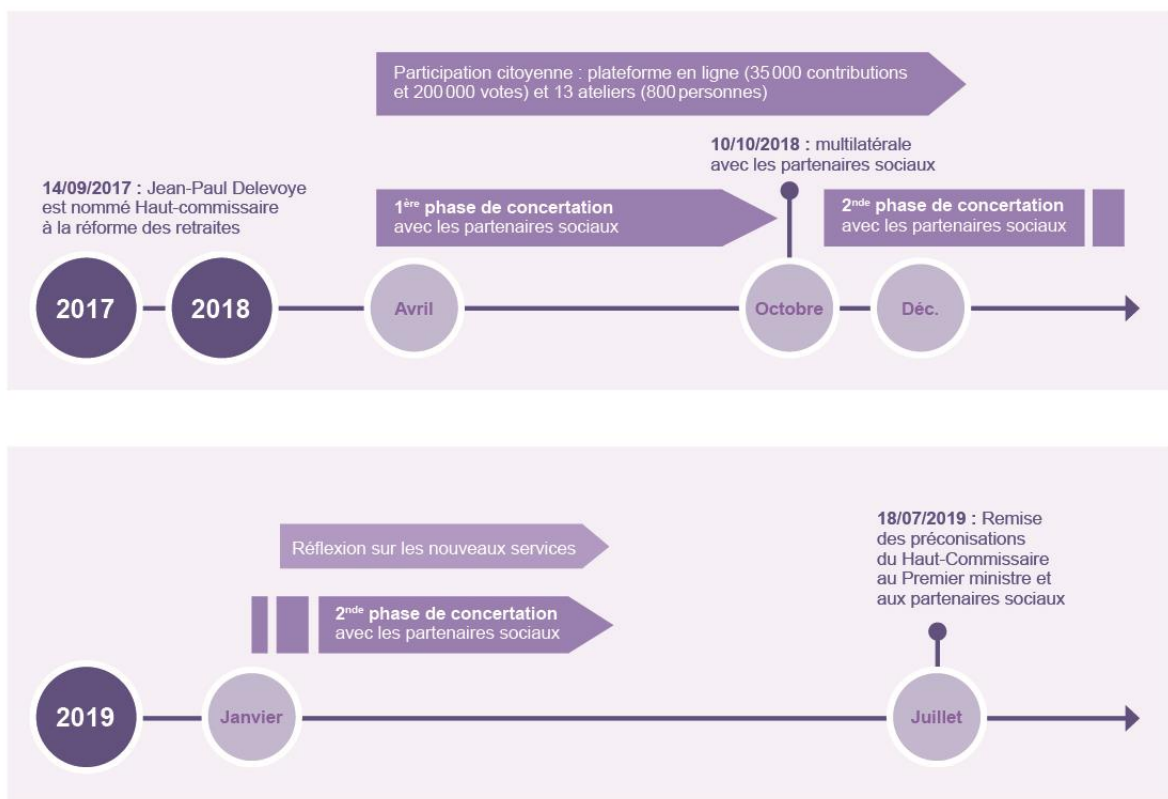 Participation citoyenne : plateforme en ligne (35 000 contributions
et 200 000 votes) et 13 ateliers (800 personnes)
10/10/2018 : multilatérale
avec les partenaires sociaux
14/09/2017 : Jean-Paul Delevoye
est nommé Haut-commissaire
à la réforme des retraites
1ère phase de concertation
avec les partenaires sociaux
2nde phase de concertation
avec les partenaires sociaux
2017
2018
Avril
Octobre
Déc.
18/07/2019 : Remise
des préconisations
du Haut-Commissaire
au Premier ministre et
aux partenaires sociaux
Réflexion sur les nouveaux services
2nde phase de concertation
avec les partenaires sociaux
2019
Janvier
Juillet